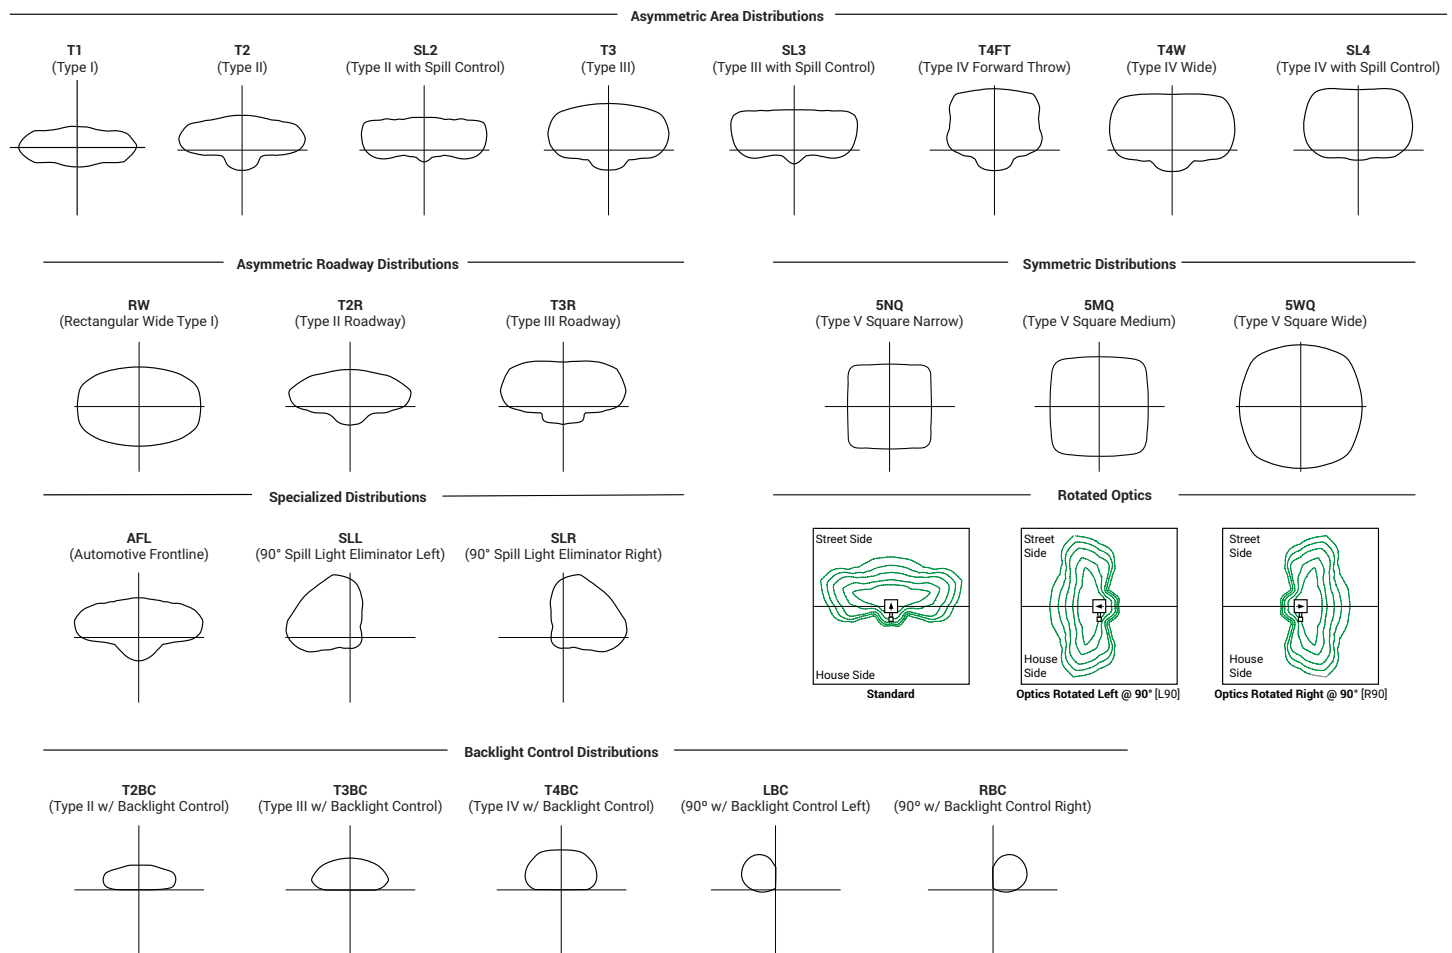 Asymmetric Area Distributions
T1
(Type I)
T2
(Type II)
SL2
(Type II with Spill Control)
T3
(Type III)
SL3
(Type III with Spill Control)
T4FT
(Type IV Forward Throw)
T4W
(Type IV Wide)
SL4
(Type IV with Spill Control)
Asymmetric Roadway Distributions
RW
(Rectangular Wide Type I)
T2R
(Type II Roadway)
T3R
(Type III Roadway)
Symmetric Distributions
5NQ
(Type V Square Narrow)
5MQ
(Type V Square Medium)
5WQ
(Type V Square Wide)
Specialized Distributions
AFL
(Automotive Frontline)
SLL
(90° Spill Light Eliminator Left)
SLR
(90° Spill Light Eliminator Right)
Rotated Optics
Street Side
House Side
Standard
Street
Side
House
Side
Optics Rotated Left @ 90° [L90]
Street
Side
House
Side
Optics Rotated Right @ 90° [R90]
Backlight Control Distributions
T2BC
(Type II w/ Backlight Control)
T3BC
(Type III w/ Backlight Control)
T4BC
(Type IV w/ Backlight Control)
LBC
(90º w/ Backlight Control Left)
RBC
(90º w/ Backlight Control Right)